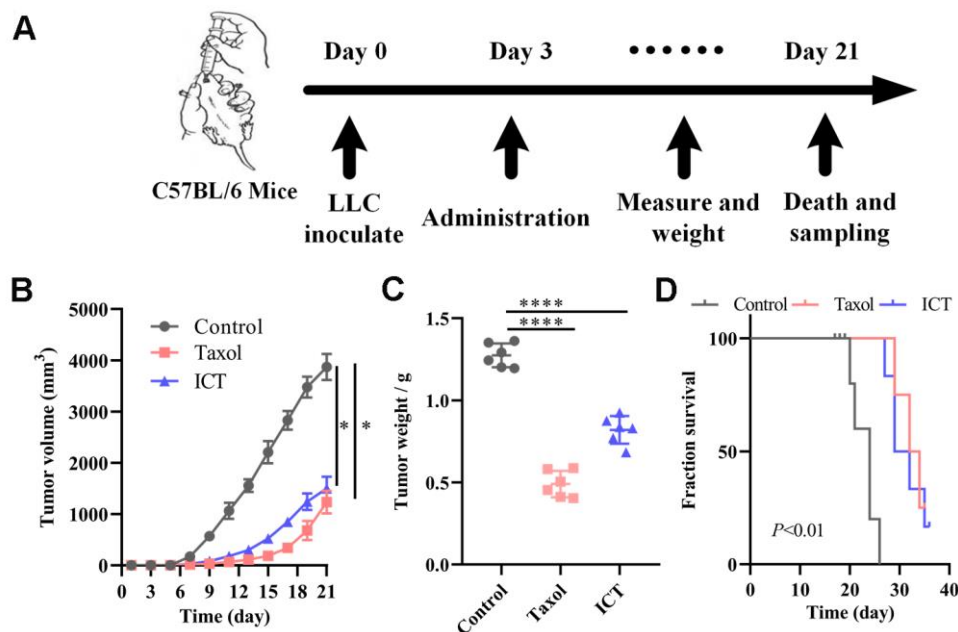 A
Day 0
Day 3
Day 21
C57BL/6 Mice
LLC
inoculate
Administration
Measure and
weight
Death and
sampling
B
Tumor volume (mm³)
5000
4000
3000
2000
1000
0
Control
Taxol
ICT
*
*
0 3 6 9 12 13 15 18 21
Time (day)
C
Tumor weight / g
****
****
1.5
1.0
0.5
0.0
Control
Taxol
ICT
D
Control Taxol ICT
Fraction survival
100
50
0
P<0.01
0 10 20 30 40
Time (day)